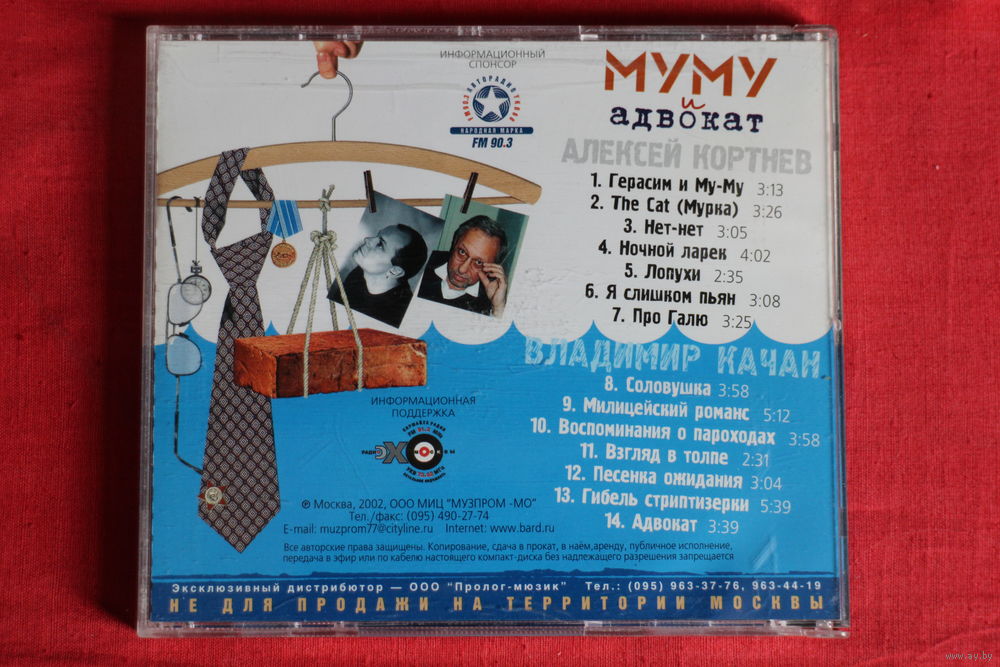 ИНФОРМАЦИОННЫЙ
СПОНСОР
АВТОРАДИО
НАРОДНАЯ МАРКА
FM 90.3
МУМУ
и
адвокат
АЛЕКСЕЙ КОРТНЕВ
1. Герасим и Му-Му 3:13
2. The Cat (Мурка) 3:26
3. Нет-нет 3:05
4. Ночной ларек 4:02
5. Лопухи 2:35
6. Я слишком пьян 3:08
7. Про Галю 3:25
ВЛАДИМИР КАЧАН
8. Соловушка 3:58
9. Милицейский романс 5:12
10. Воспоминания о пароходах 3:58
11. Взгляд в толпе 2:31
12. Песенка ожидания 3:04
13. Гибель стриптизерки 5:39
14. Адвокат 3:39
ИНФОРМАЦИОННАЯ
ПОДДЕРЖКА
СЛУШАЙТЕ РАДИО
РАДИО ЭХО МОСКВЫ
℗ Москва, 2002, ООО МИЦ "МУЗПРОМ -МО"
Тел./факс: (095) 490-27-74
E-mail: muzprom77@cityline.ru Internet: www.bard.ru
Все авторские права защищены. Копирование, сдача в прокат, в наём,аренду, публичное исполнение,
передача в эфир или по кабелю настоящего компакт-диска без надлежащего разрешения запрещается
Эксклюзивный дистрибютор — ООО "Пролог-мюзик" Тел.: (095) 963-37-76, 963-44-19
НЕ ДЛЯ ПРОДАЖИ НА ТЕРРИТОРИИ МОСКВЫ
www.ay.by